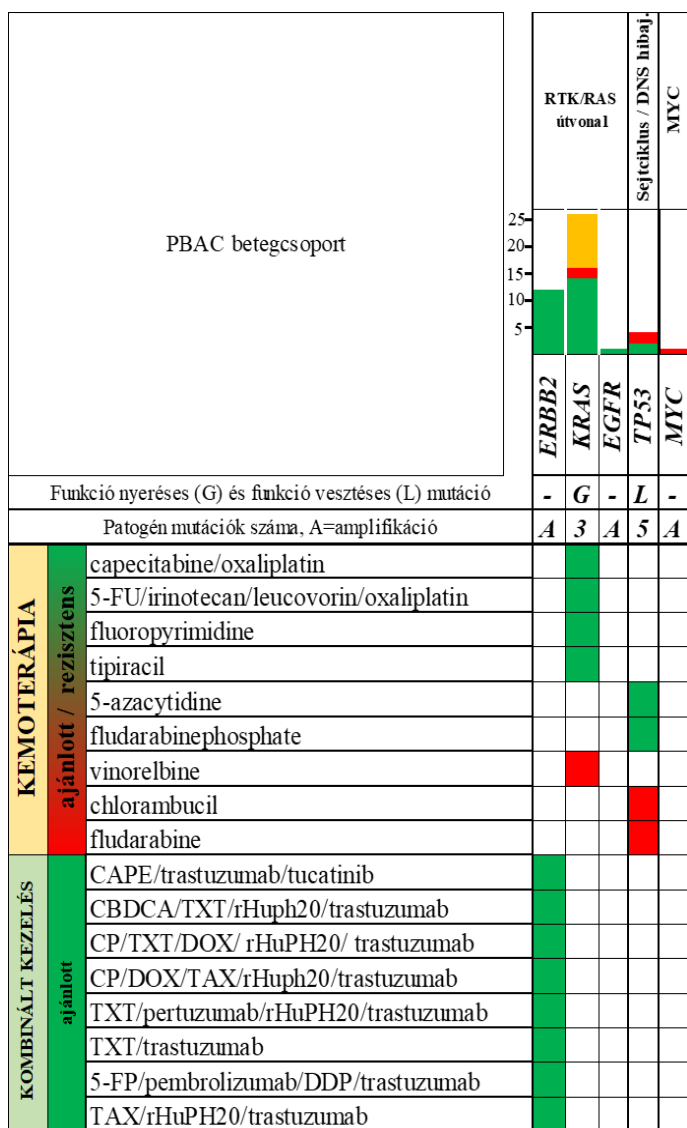 RTK/RAS
útvonal
Sejtciklus / DNS hibaj.
MYC
PBAC betegcsoport
25
20
15
10
5
ERBB2
KRAS
EGFR
TP53
MYC
Funkció nyeréses (G) és funkció vesztéses (L) mutáció - G - L -
Patogén mutációk száma, A=amplifikáció A 3 A 5 A
KEMOTERÁPIA
ajánlott / rezisztens
capecitabine/oxaliplatin
5-FU/irinotecan/leucovorin/oxaliplatin
fluoropyrimidine
tipiracil
5-azacytidine
fludarabinephosphate
vinorelbine
chlorambucil
fludarabine
KOMBINÁLT KEZELÉS
ajánlott
CAPE/trastuzumab/tucatinib
CBDCA/TXT/rHuph20/trastuzumab
CP/TXT/DOX/ rHuPH20/ trastuzumab
CP/DOX/TAX/rHuph20/trastuzumab
TXT/pertuzumab/rHuPH20/trastuzumab
TXT/trastuzumab
5-FP/pembrolizumab/DDP/trastuzumab
TAX/rHuPH20/trastuzumab